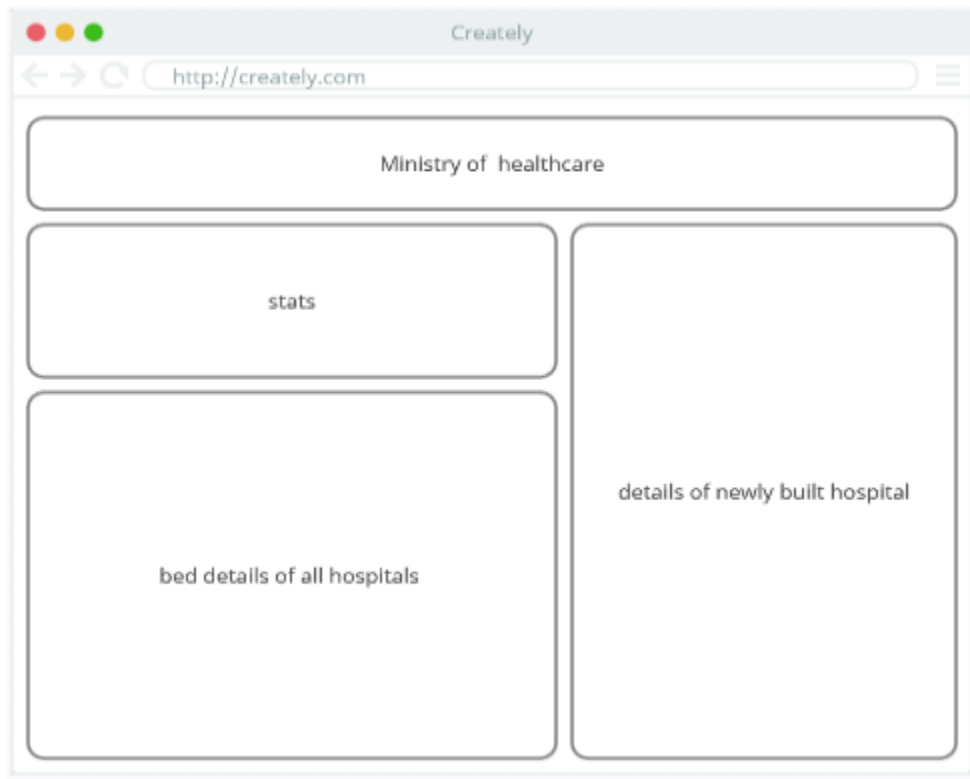 Creately
http://creately.com
Ministry of healthcare
stats
details of newly built hospital
bed details of all hospitals